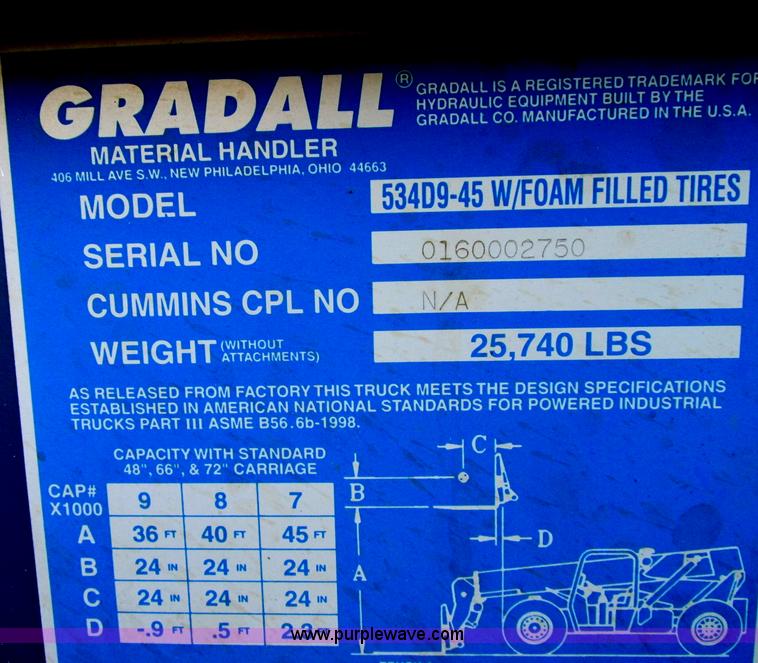 GRADALL ®
GRADALL IS A REGISTERED TRADEMARK FOR
HYDRAULIC EQUIPMENT BUILT BY THE
GRADALL CO. MANUFACTURED IN THE U.S.A.
MATERIAL HANDLER
406 MILL AVE S.W., NEW PHILADELPHIA, OHIO 44663
MODEL 534D9-45 W/FOAM FILLED TIRES
SERIAL NO 0160002750
CUMMINS CPL NO N/A
WEIGHT (WITHOUT ATTACHMENTS) 25,740 LBS
AS RELEASED FROM FACTORY THIS TRUCK MEETS THE DESIGN SPECIFICATIONS
ESTABLISHED IN AMERICAN NATIONAL STANDARDS FOR POWERED INDUSTRIAL
TRUCKS PART III ASME B56.6b-1998.
CAPACITY WITH STANDARD
48", 66", & 72" CARRIAGE
CAP# X1000 9 8 7
A 36 FT 40 FT 45 FT
B 24 IN 24 IN 24 IN
C 24 IN 24 IN 24 IN
D -.9 FT .5 FT FT
C
B
D
A
www.purplewave.com